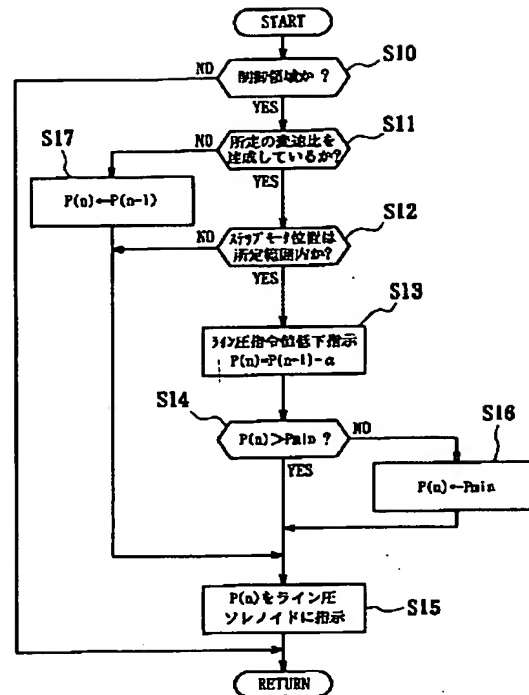 START
S10
制御領域か?
NO
YES
S11
所定の変速比を
達成しているか?
NO
YES
S17
P(n)←P(n-1)
S12
ステップモータ位置は
所定範囲内か?
NO
YES
S13
ライン圧指令位低下指示
P(n)=P(n-1)-α
S14
P(n)>Pmin ?
NO
YES
S16
P(n)←Pmin
P(n)をライン圧
ソレノイドに指示
S15
RETURN